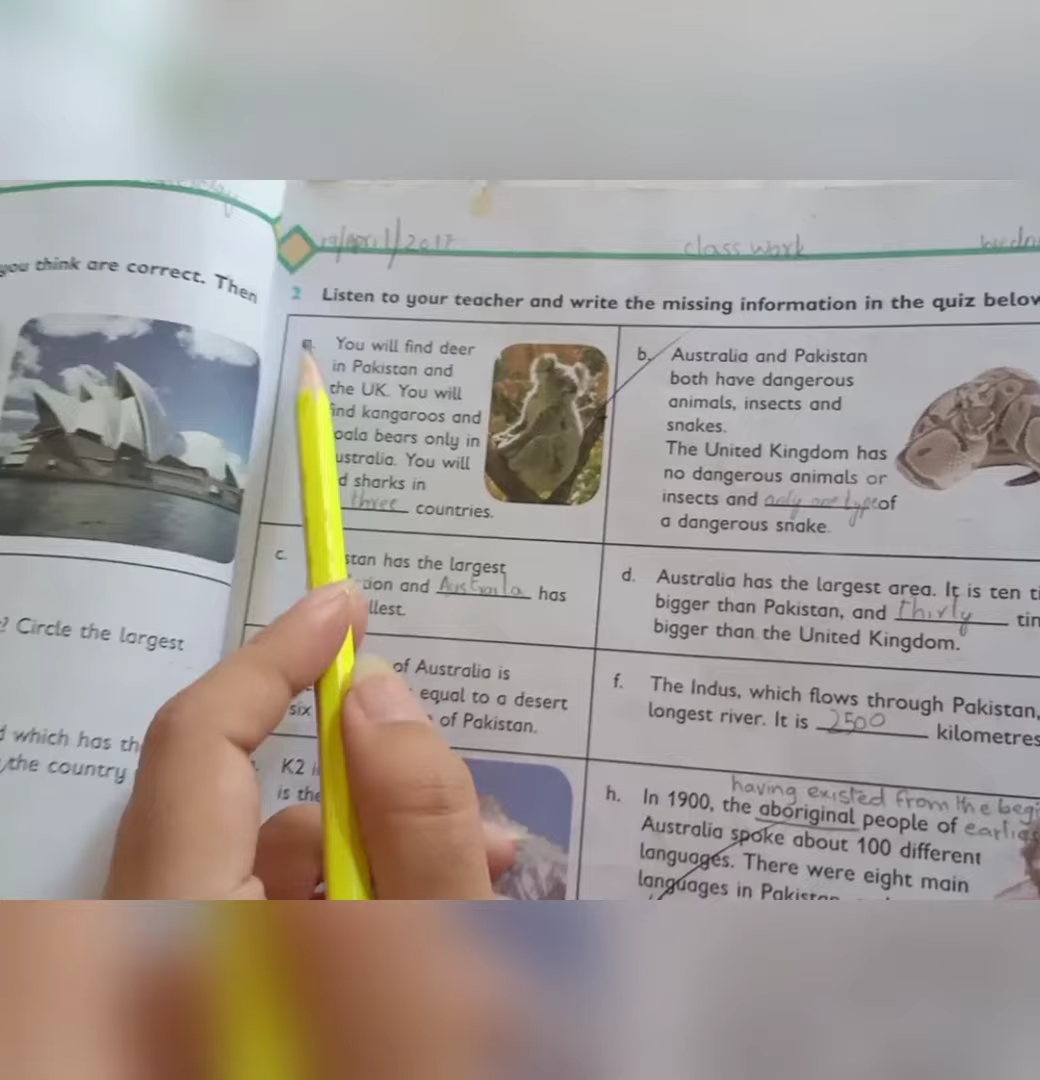 you think are correct. Then
? Circle the largest
which has th
the country
19/April/2017
class work
2 Listen to your teacher and write the missing information in the quiz below
You will find deer
in Pakistan and
the UK. You will
ind kangaroos and
oala bears only in
ustralia. You will
d sharks in
three countries.
b. Australia and Pakistan
both have dangerous
animals, insects and
snakes.
The United Kingdom has
no dangerous animals or
insects and only one type of
a dangerous snake.
c. stan has the largest
and Australa has
llest.
d. Australia has the largest area. It is ten ti
bigger than Pakistan, and thirty tim
bigger than the United Kingdom.
of Australia is
equal to a desert
six of Pakistan.
f. The Indus, which flows through Pakistan,
longest river. It is 2500 kilometres
K2 i
is the
having existed from the begi
h. In 1900, the aboriginal people of earlies
Australia spoke about 100 different
languages. There were eight main
languages in Pakistan